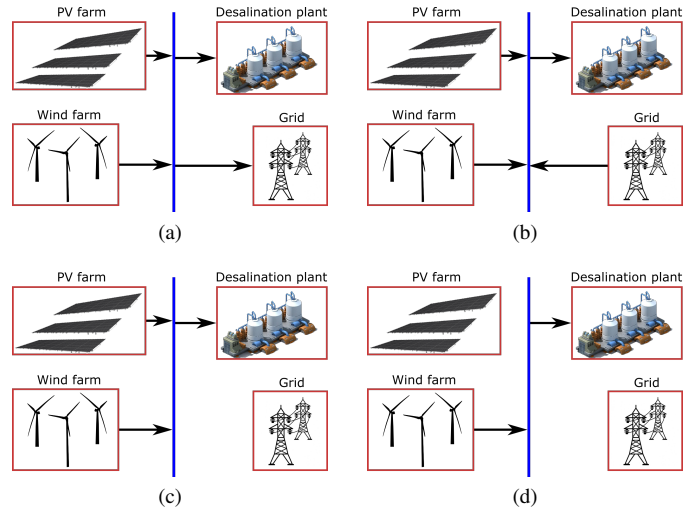 PV farm
Desalination plant
Wind farm
Grid
(a)
PV farm
Desalination plant
Wind farm
Grid
(b)
PV farm
Desalination plant
Wind farm
Grid
(c)
PV farm
Desalination plant
Wind farm
Grid
(d)